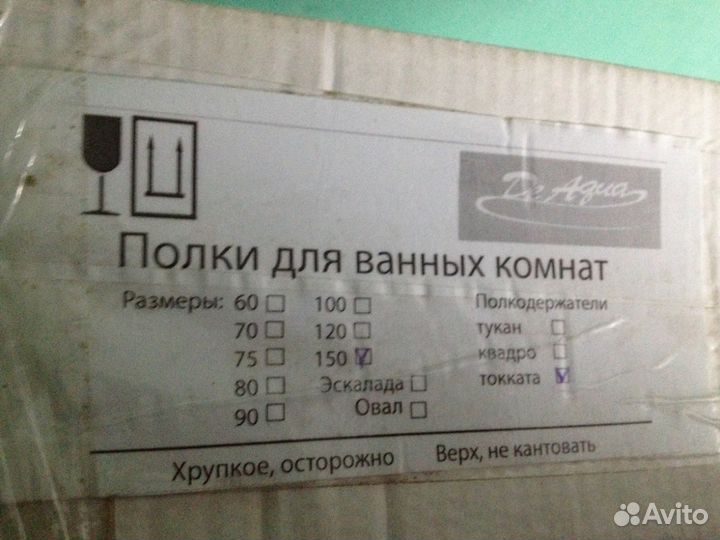 De Aqua
Полки для ванных комнат
Размеры: 60 100 Полкодержатели
70 120 тукан
75 150 квадро
80 Эскалада токката
90 Овал
Хрупкое, осторожно Верх, не кантовать
Avito